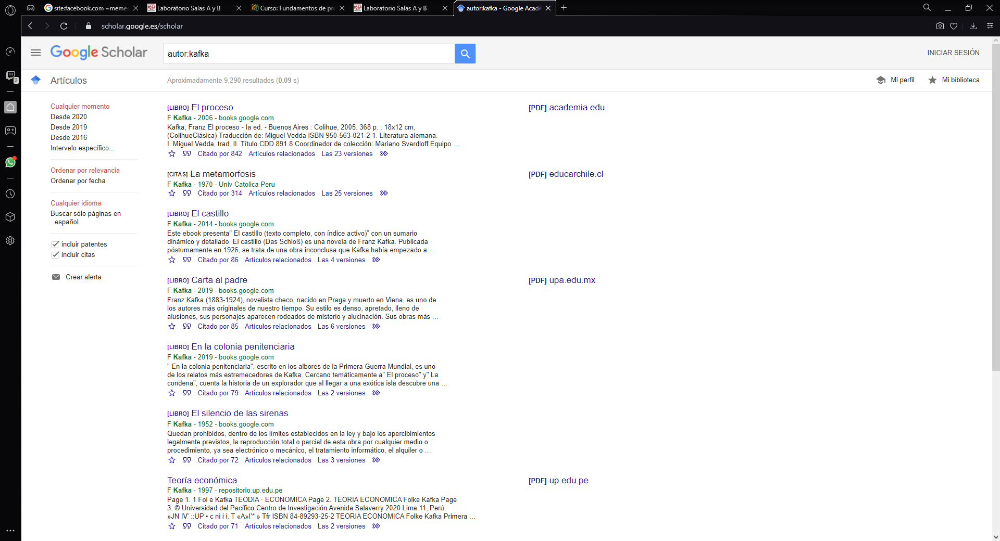 site:facebook.com ~memes
Laboratorio Salas A y B
Curso: Fundamentos de pr
Laboratorio Salas A y B
autor:kafka - Google Acadé
scholar.google.es/scholar
Google Scholar
autor:kafka
INICIAR SESIÓN
2
Artículos
Aproximadamente 9,290 resultados (0.09 s)
Mi perfil
Mi biblioteca
Cualquier momento
Desde 2020
Desde 2019
Desde 2016
Intervalo específico...
Ordenar por relevancia
Ordenar por fecha
Cualquier idioma
Buscar sólo páginas en
español
incluir patentes
incluir citas
Crear alerta
[LIBRO] El proceso
F Kafka - 2006 - books.google.com
Kafka, Franz El proceso - la ed. - Buenos Aires : Colihue, 2005. 368 p. ; 18x12 cm,
(ColihueClásica) Traducción de: Miguel Vedda ISBN 950-563-021-2 1. Literatura alemana.
I. Miguel Vedda, trad. II. Título CDD 891.8 Coordinador de colección: Mariano Sverdloff Equipo …
Citado por 842 Artículos relacionados Las 23 versiones
[PDF] academia.edu
[CITAS] La metamorfosis
F Kafka - 1970 - Univ Catolica Peru
Citado por 314 Artículos relacionados Las 25 versiones
[PDF] educarchile.cl
[LIBRO] El castillo
F Kafka - 2014 - books.google.com
Este ebook presenta" El castillo (texto completo, con índice activo)" con un sumario
dinámico y detallado. El castillo (Das Schloß) es una novela de Franz Kafka. Publicada
póstumamente en 1926, se trata de una obra inconclusa que Kafka había empezado a …
Citado por 86 Artículos relacionados Las 4 versiones
[LIBRO] Carta al padre
F Kafka - 2019 - books.google.com
Franz Kafka (1883-1924), novelista checo, nacido en Praga y muerto en Viena, es uno de
los autores más originales de nuestro tiempo. Su estilo es denso, apretado, lleno de
alusiones, sus personajes aparecen rodeados de misterio y alucinación. Sus obras más …
Citado por 85 Artículos relacionados Las 6 versiones
[PDF] upa.edu.mx
[LIBRO] En la colonia penitenciaria
F Kafka - 2019 - books.google.com
" En la colonia penitenciaria", escrito en los albores de la Primera Guerra Mundial, es uno
de los relatos más estremecedores de Kafka. Cercano temáticamente a" El proceso" y" La
condena", cuenta la historia de un explorador que al llegar a una exótica isla descubre una …
Citado por 79 Artículos relacionados Las 2 versiones
[LIBRO] El silencio de las sirenas
F Kafka - 1952 - books.google.com
Quedan prohibidos, dentro de los límites establecidos en la ley y bajo los apercibimientos
legalmente previstos, la reproducción total o parcial de esta obra por cualquier medio o
procedimiento, ya sea electrónico o mecánico, el tratamiento informático, el alquiler o …
Citado por 72 Artículos relacionados Las 3 versiones
Teoría económica
F Kafka - 1997 - repositorio.up.edu.pe
Page 1. 1 Fol e Kafka TEODIA · ECONOMICA Page 2. TEORIA ECONOMICA Folke Kafka Page
3. © Universidad del Pacífico Centro de Investigación Avenida Salaverry 2020 Lima 11, Perú
»JN IV' ::UP • c ni i i. T «A»!'* » Tfr ISBN 84-89293-25-2 TEORIA ECONOMICA Folke Kafka Primera …
Citado por 71 Artículos relacionados Las 2 versiones
[PDF] up.edu.pe